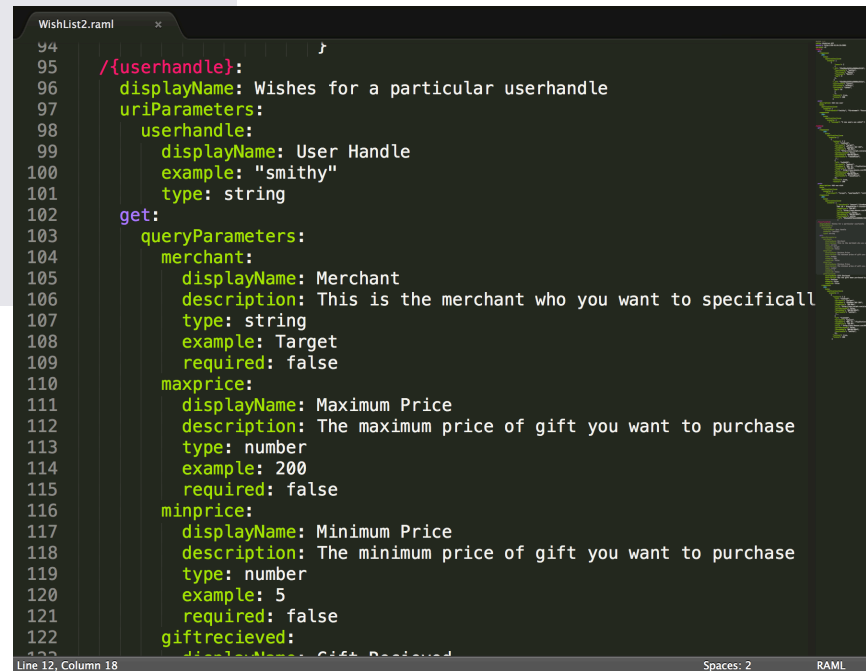 WishList2.raml ×
94 }
95 /{userhandle}:
96 displayName: Wishes for a particular userhandle
97 uriParameters:
98 userhandle:
99 displayName: User Handle
100 example: "smithy"
101 type: string
102 get:
103 queryParameters:
104 merchant:
105 displayName: Merchant
106 description: This is the merchant who you want to specificall
107 type: string
108 example: Target
109 required: false
110 maxprice:
111 displayName: Maximum Price
112 description: The maximum price of gift you want to purchase
113 type: number
114 example: 200
115 required: false
116 minprice:
117 displayName: Minimum Price
118 description: The minimum price of gift you want to purchase
119 type: number
120 example: 5
121 required: false
122 giftrecieved:
123 displayName: Gift Recieved
Line 12, Column 18 Spaces: 2 RAML